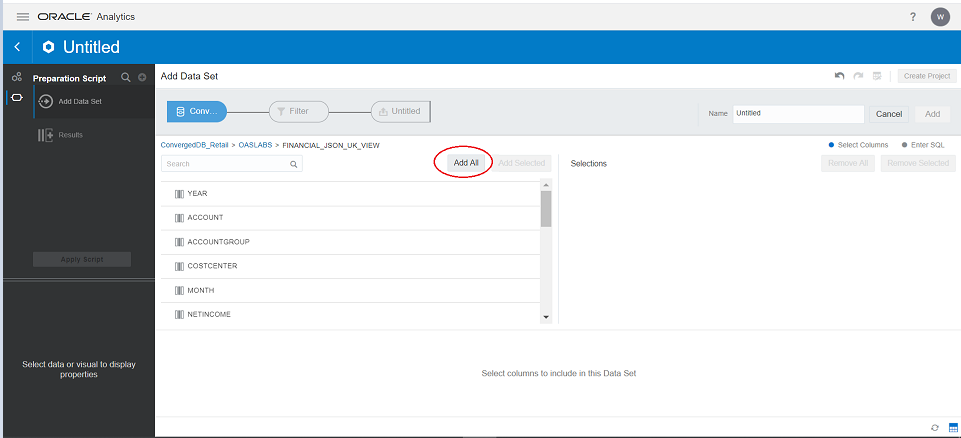 ORACLE Analytics
?
W
Untitled
Preparation Script
Add Data Set
Results
Apply Script
Select data or visual to display
properties
Add Data Set
Create Project
Conv...
Filter
Untitled
Name
Untitled
Cancel
Add
ConvergedDB_Retail > OASLABS > FINANCIAL_JSON_UK_VIEW
Select Columns
Enter SQL
Search
Add All
Add Selected
Selections
Remove All
Remove Selected
YEAR
ACCOUNT
ACCOUNTGROUP
COSTCENTER
MONTH
NETINCOME
Select columns to include in this Data Set